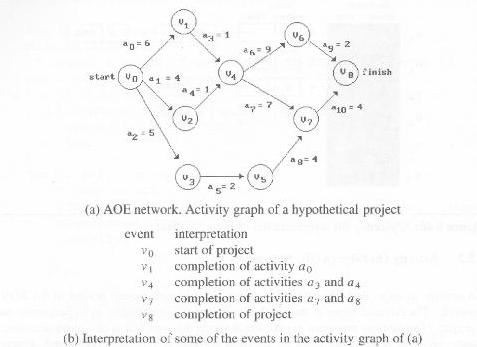 v1
a0 = 6
a3 = 1
v6
a6 = 9
a9 = 2
start v0
a1 = 4
v4
v8 finish
a4 = 1
v2
a7 = 7
a10 = 4
v7
a2 = 5
a8 = 4
v3
v5
a5 = 2
(a) AOE network. Activity graph of a hypothetical project
event interpretation
v0 start of project
v1 completion of activity a0
v4 completion of activities a3 and a4
v7 completion of activities a7 and a8
v8 completion of project
(b) Interpretation of some of the events in the activity graph of (a)